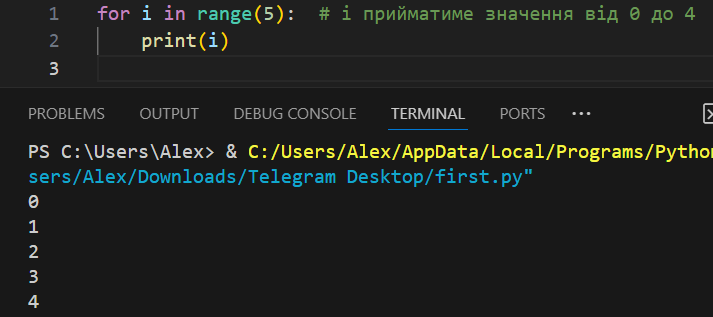 1 for i in range(5):  # i прийматиме значення від 0 до 4
2     print(i)
3
PROBLEMS OUTPUT DEBUG CONSOLE TERMINAL PORTS ···
PS C:\Users\Alex> & C:/Users/Alex/AppData/Local/Programs/Python
sers/Alex/Downloads/Telegram Desktop/first.py"
0
1
2
3
4